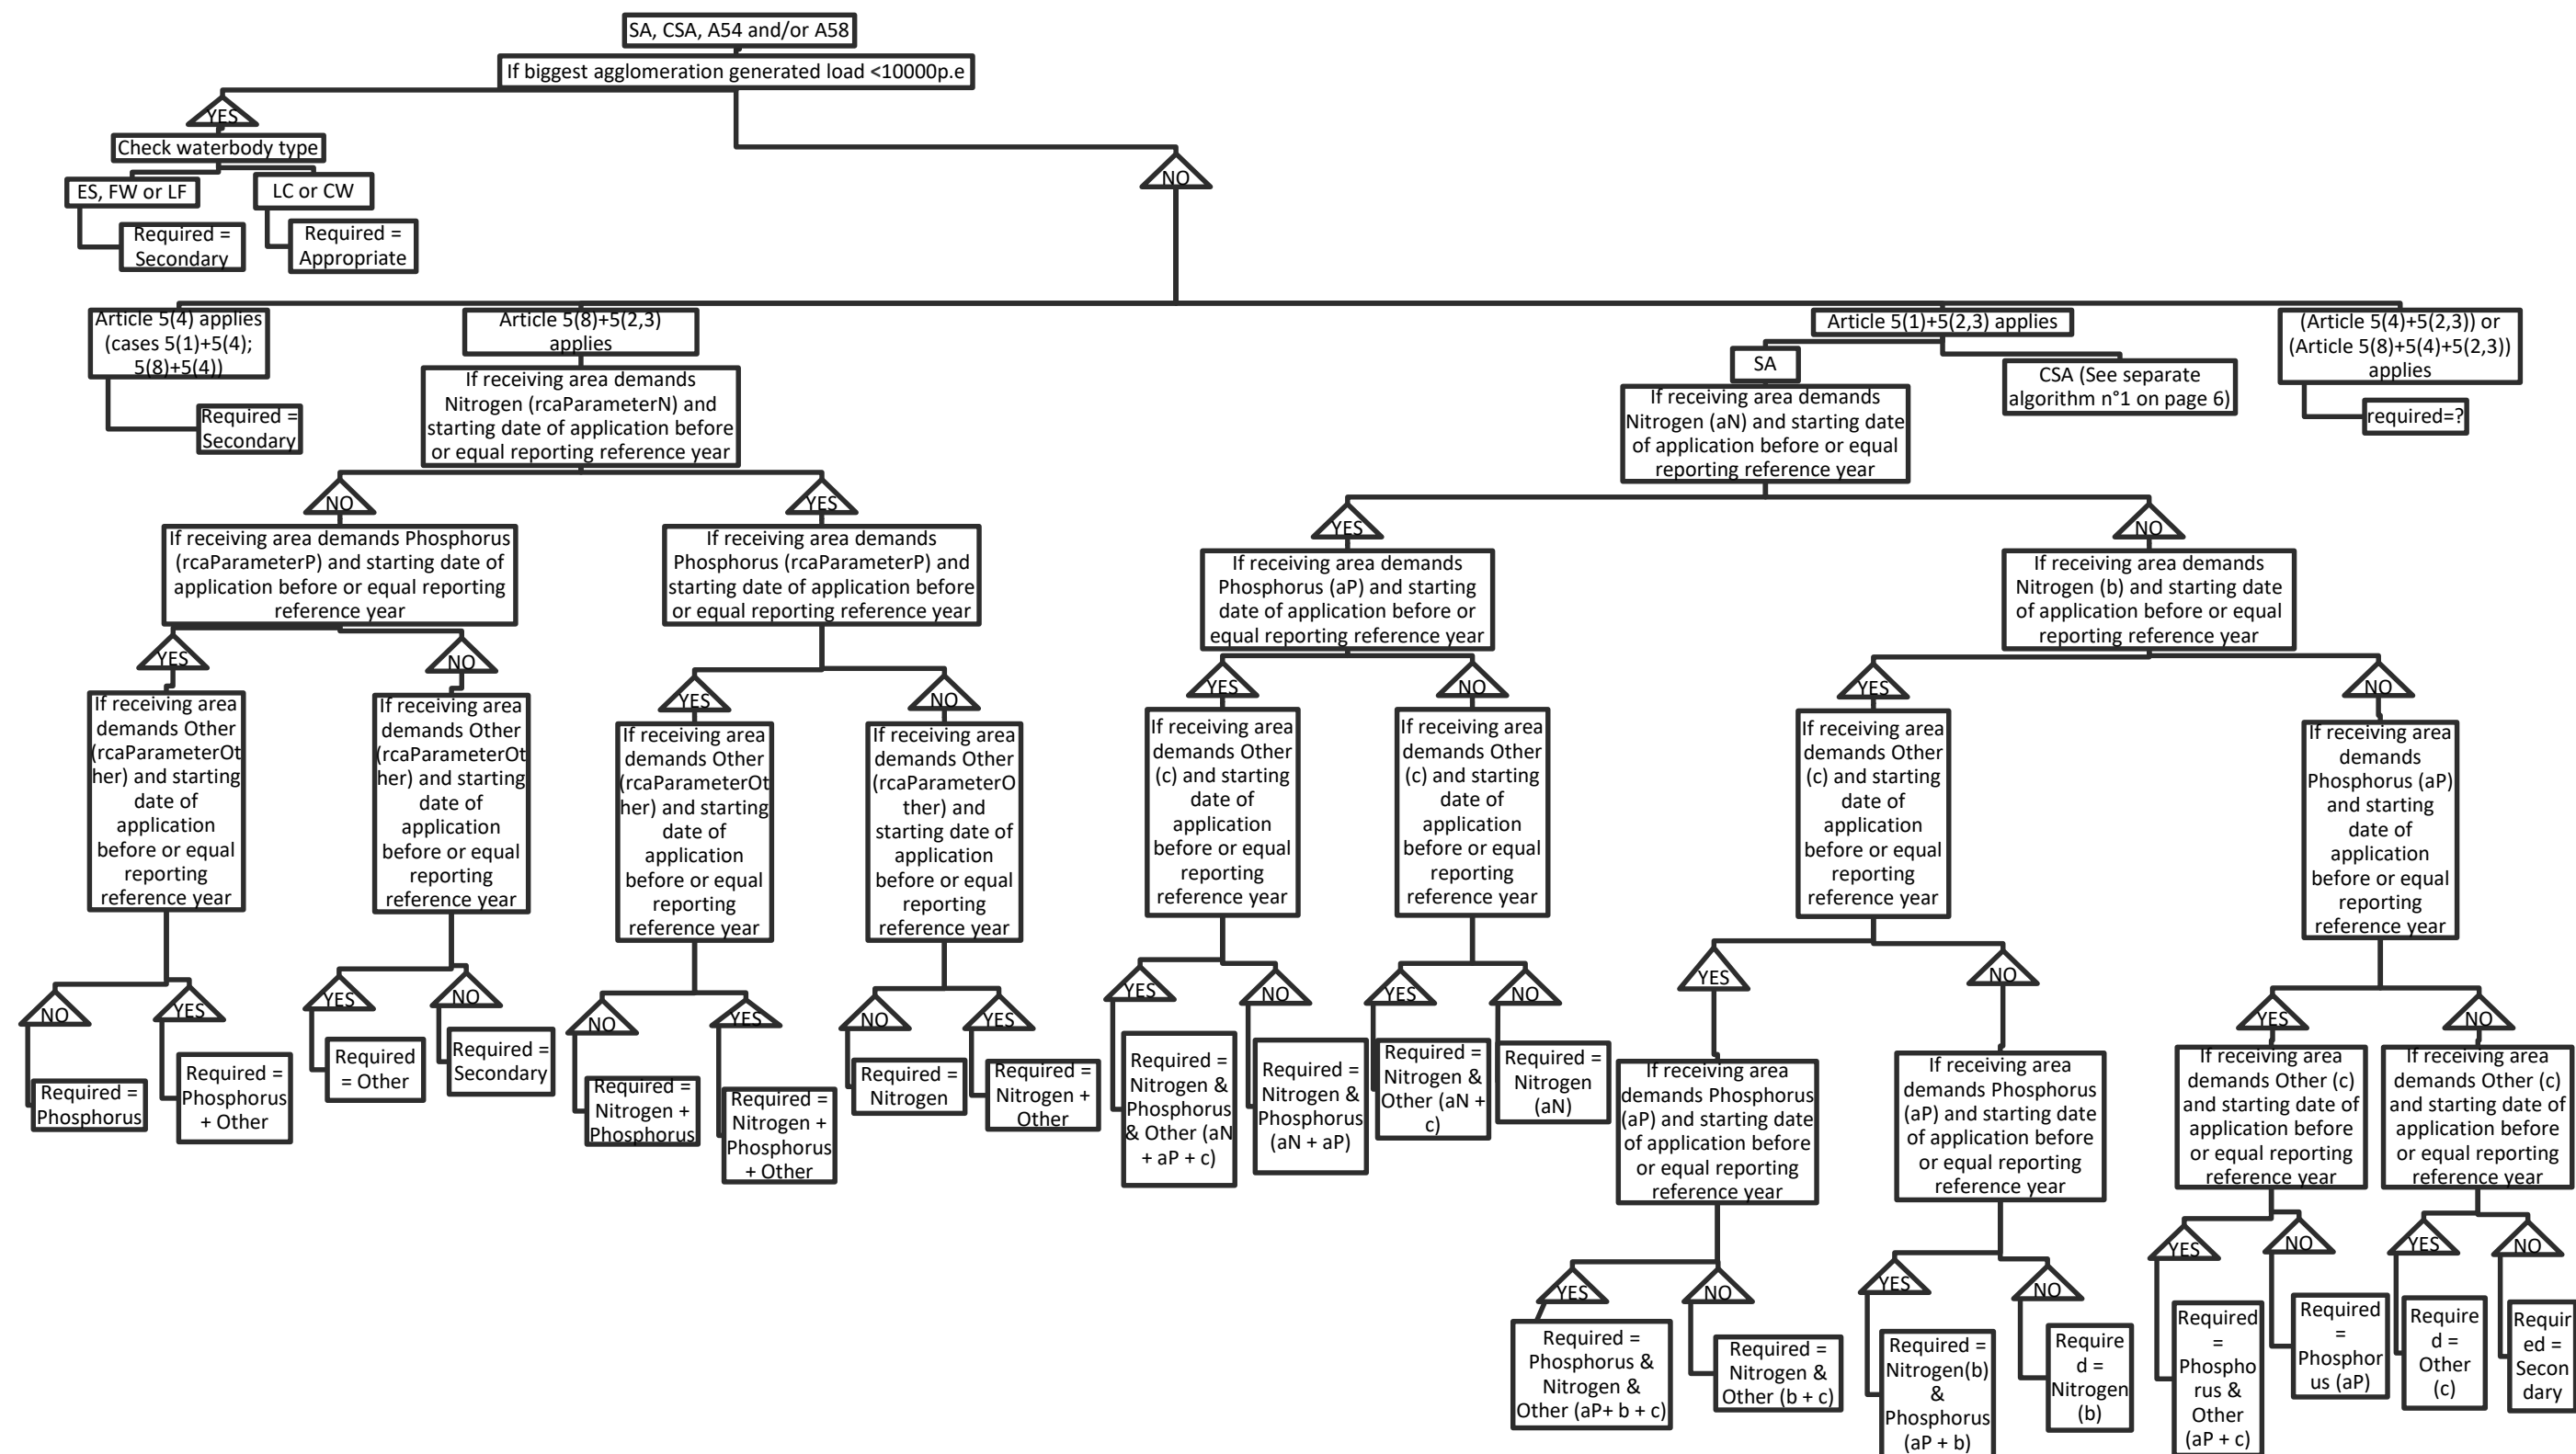 SA, CSA, A54 and/or A58
If biggest agglomeration generated load <10000p.e
YES
Check waterbody type
ES, FW or LF
LC or CW
Required =
Secondary
Required =
Appropriate
NO
Article 5(4) applies
(cases 5(1)+5(4);
5(8)+5(4))
Required =
Secondary
Article 5(8)+5(2,3)
applies
If receiving area demands
Nitrogen (rcaParameterN) and
starting date of application before
or equal reporting reference year
Article 5(1)+5(2,3) applies
SA
CSA (See separate
algorithm n°1 on page 6)
If receiving area demands
Nitrogen (aN) and starting date
of application before or equal
reporting reference year
(Article 5(4)+5(2,3)) or
(Article 5(8)+5(4)+5(2,3))
applies
required=?
NO
If receiving area demands Phosphorus
(rcaParameterP) and starting date of
application before or equal reporting
reference year
YES
If receiving area demands
Phosphorus (rcaParameterP) and
starting date of application before
or equal reporting reference year
YES
If receiving area demands
Phosphorus (aP) and starting
date of application before or
equal reporting reference year
NO
If receiving area demands
Nitrogen (b) and starting date
of application before or equal
reporting reference year
YES
If receiving area
demands Other
(rcaParameterOt
her) and starting
date of
application
before or equal
reporting
reference year
NO
If receiving area
demands Other
(rcaParameterOt
her) and starting
date of
application
before or equal
reporting
reference year
YES
If receiving area
demands Other
(rcaParameterOt
her) and starting
date of
application
before or equal
reporting
reference year
NO
If receiving area
demands Other
(rcaParameterO
ther) and
starting date of
application
before or equal
reporting
reference year
YES
If receiving area
demands Other
(c) and starting
date of
application
before or equal
reporting
reference year
NO
If receiving area
demands Other
(c) and starting
date of
application
before or equal
reporting
reference year
YES
If receiving area
demands Other
(c) and starting
date of
application
before or equal
reporting
reference year
NO
If receiving area
demands
Phosphorus (aP)
and starting
date of
application
before or equal
reporting
reference year
NO
Required =
Phosphorus
YES
Required =
Phosphorus
+ Other
YES
Required
= Other
NO
Required =
Secondary
NO
Required =
Nitrogen +
Phosphorus
YES
Required =
Nitrogen +
Phosphorus
+ Other
NO
Required =
Nitrogen
YES
Required =
Nitrogen +
Other
YES
Required =
Nitrogen &
Phosphorus
& Other (aN
+ aP + c)
NO
Required =
Nitrogen &
Phosphorus
(aN + aP)
YES
Required =
Nitrogen &
Other (aN +
c)
NO
Required =
Nitrogen
(aN)
YES
If receiving area
demands Phosphorus
(aP) and starting date
of application before
or equal reporting
reference year
NO
If receiving area
demands Phosphorus
(aP) and starting date
of application before
or equal reporting
reference year
YES
If receiving area
demands Other (c)
and starting date of
application before
or equal reporting
reference year
NO
If receiving area
demands Other (c)
and starting date of
application before
or equal reporting
reference year
YES
Required =
Phosphorus &
Nitrogen &
Other (aP+ b + c)
NO
Required =
Nitrogen &
Other (b + c)
YES
Required =
Nitrogen(b)
&
Phosphorus
(aP + b)
NO
Require
d =
Nitrogen
(b)
YES
Required
=
Phospho
rus &
Other
(aP + c)
NO
Required
=
Phosphor
us (aP)
YES
Require
d =
Other
(c)
NO
Requir
ed =
Secon
dary